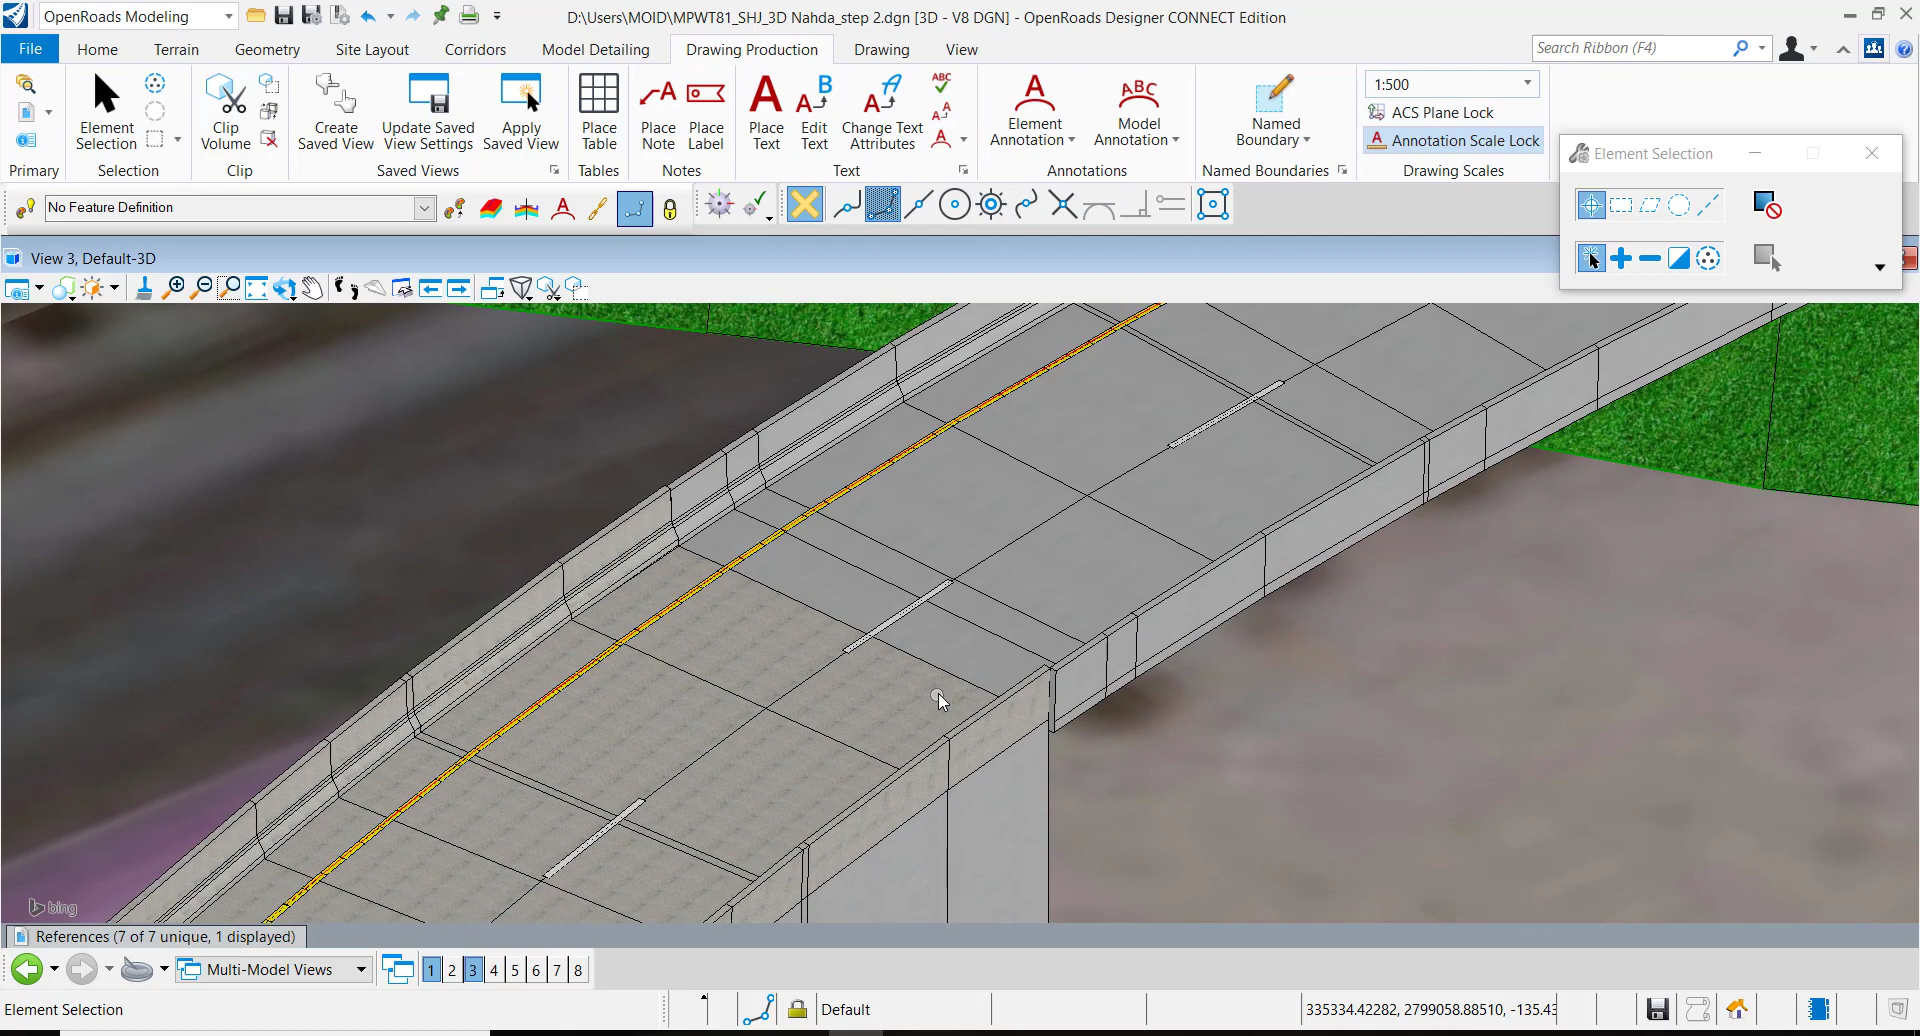 OpenRoads Modeling
D:\Users\MOID\MPWT81_SHJ_3D Nahda_step 2.dgn [3D - V8 DGN] - OpenRoads Designer CONNECT Edition
File Home Terrain Geometry Site Layout Corridors Model Detailing Drawing Production Drawing View
Search Ribbon (F4)
Element Selection
Clip Volume
Create Saved View
Update Saved View Settings
Apply Saved View
Place Table
Place Note
Place Label
Place Text
Edit Text
Change Text Attributes
Element Annotation
Model Annotation
Named Boundary
1:500
ACS Plane Lock
Annotation Scale Lock
Primary Selection Clip Saved Views Tables Notes Text Annotations Named Boundaries Drawing Scales
Element Selection
No Feature Definition
View 3, Default-3D
bing
References (7 of 7 unique, 1 displayed)
Multi-Model Views
1 2 3 4 5 6 7 8
Element Selection
Default
335334.42282, 2799058.88510, -135.43